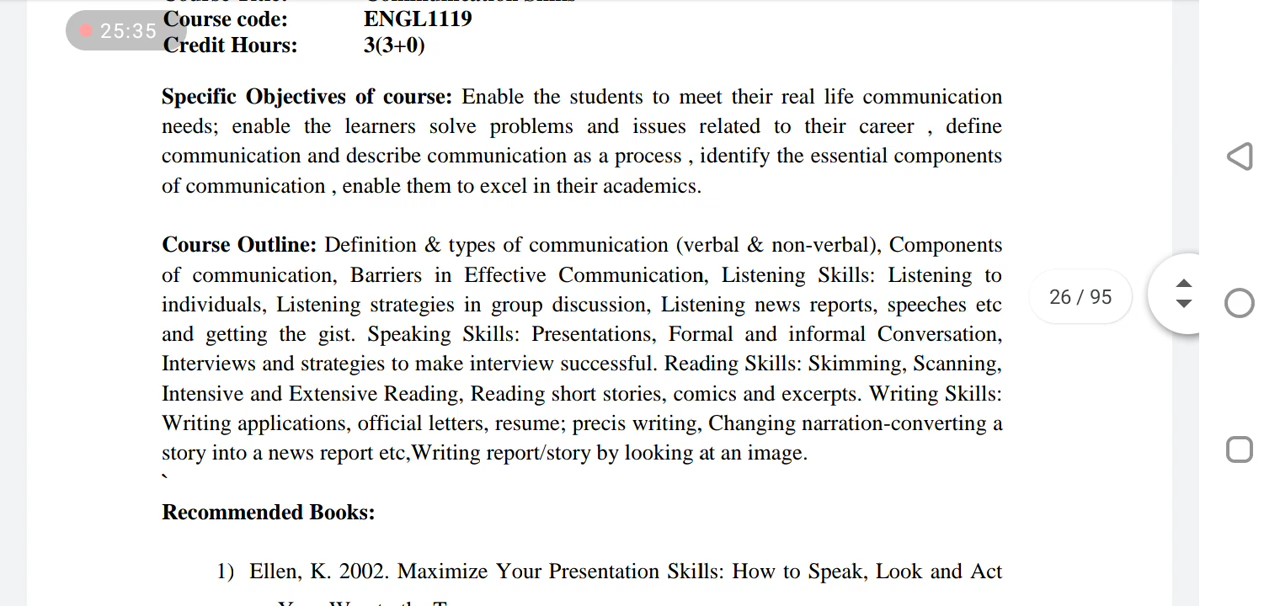 Course code: ENGL1119
25:35
Credit Hours: 3(3+0)
Specific Objectives of course: Enable the students to meet their real life communication
needs; enable the learners solve problems and issues related to their career , define
communication and describe communication as a process , identify the essential components
of communication , enable them to excel in their academics.
Course Outline: Definition & types of communication (verbal & non-verbal), Components
of communication, Barriers in Effective Communication, Listening Skills: Listening to
individuals, Listening strategies in group discussion, Listening news reports, speeches etc
26 / 95
and getting the gist. Speaking Skills: Presentations, Formal and informal Conversation,
Interviews and strategies to make interview successful. Reading Skills: Skimming, Scanning,
Intensive and Extensive Reading, Reading short stories, comics and excerpts. Writing Skills:
Writing applications, official letters, resume; precis writing, Changing narration-converting a
story into a news report etc,Writing report/story by looking at an image.
`
Recommended Books:
1) Ellen, K. 2002. Maximize Your Presentation Skills: How to Speak, Look and Act